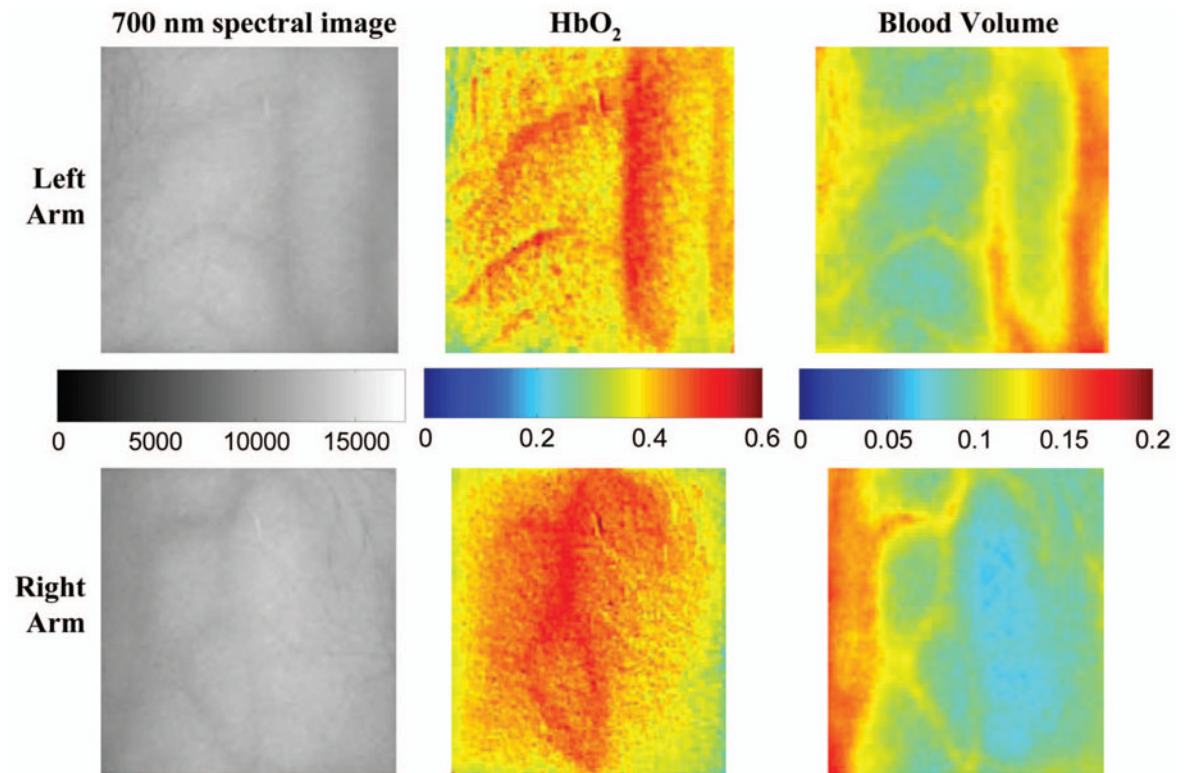 700 nm spectral image
HbO₂
Blood Volume
Left
Arm
0 5000 10000 15000
0 0.2 0.4 0.6
0 0.05 0.1 0.15 0.2
Right
Arm